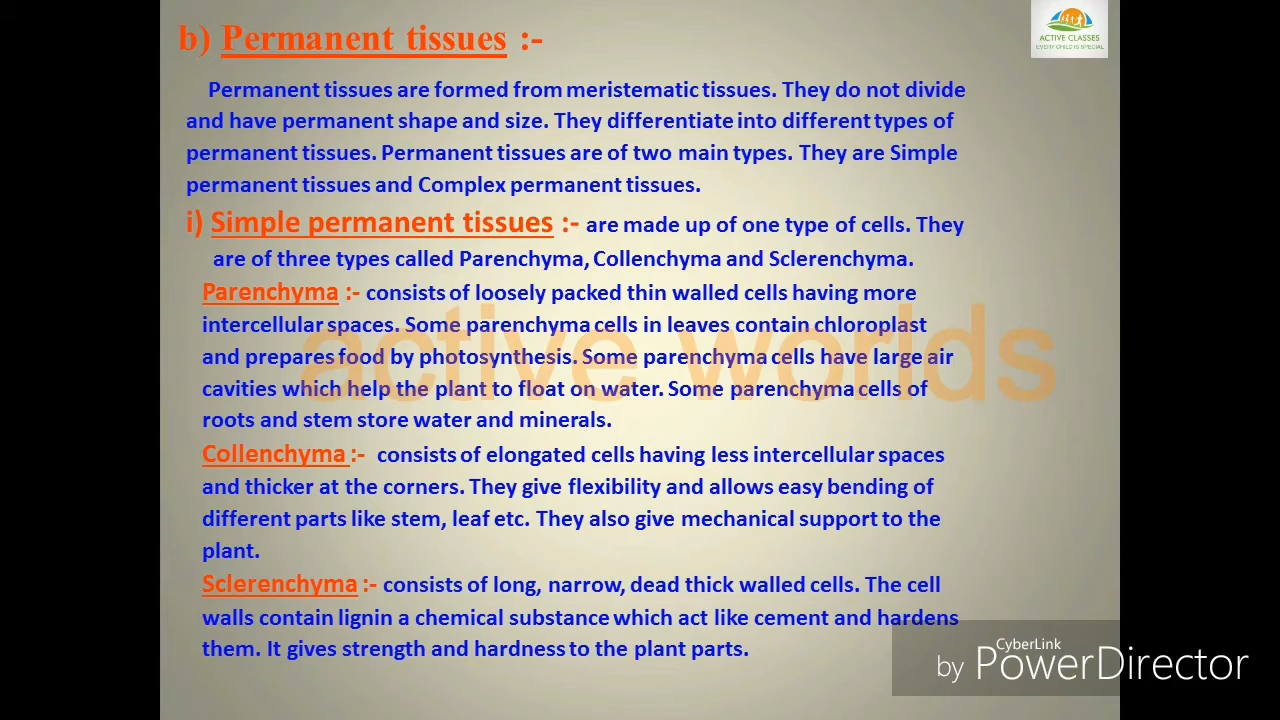 b) Permanent tissues :-
ACTIVE CLASSES
EVERY CHILD IS SPECIAL
Permanent tissues are formed from meristematic tissues. They do not divide
and have permanent shape and size. They differentiate into different types of
permanent tissues. Permanent tissues are of two main types. They are Simple
permanent tissues and Complex permanent tissues.
i) Simple permanent tissues :- are made up of one type of cells. They
are of three types called Parenchyma, Collenchyma and Sclerenchyma.
Parenchyma :- consists of loosely packed thin walled cells having more
intercellular spaces. Some parenchyma cells in leaves contain chloroplast
and prepares food by photosynthesis. Some parenchyma cells have large air
cavities which help the plant to float on water. Some parenchyma cells of
roots and stem store water and minerals.
active worlds
Collenchyma :- consists of elongated cells having less intercellular spaces
and thicker at the corners. They give flexibility and allows easy bending of
different parts like stem, leaf etc. They also give mechanical support to the
plant.
Sclerenchyma :- consists of long, narrow, dead thick walled cells. The cell
walls contain lignin a chemical substance which act like cement and hardens
them. It gives strength and hardness to the plant parts.
CyberLink
by PowerDirector